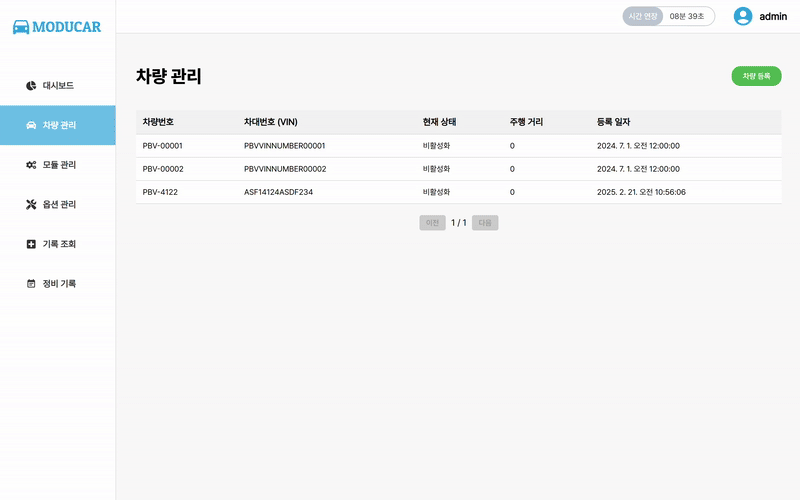 MODUCAR
시간 연장 08분 39초 admin
대시보드
차량 관리
모듈 관리
옵션 관리
기록 조회
정비 기록
차량 관리
차량 등록
차량번호 차대번호 (VIN) 현재 상태 주행 거리 등록 일자
PBV-00001 PBVVINNUMBER00001 비활성화 0 2024. 7. 1. 오전 12:00:00
PBV-00002 PBVVINNUMBER00002 비활성화 0 2024. 7. 1. 오전 12:00:00
PBV-4122 ASF14124ASDF234 비활성화 0 2025. 2. 21. 오전 10:56:06
이전 1 / 1 다음